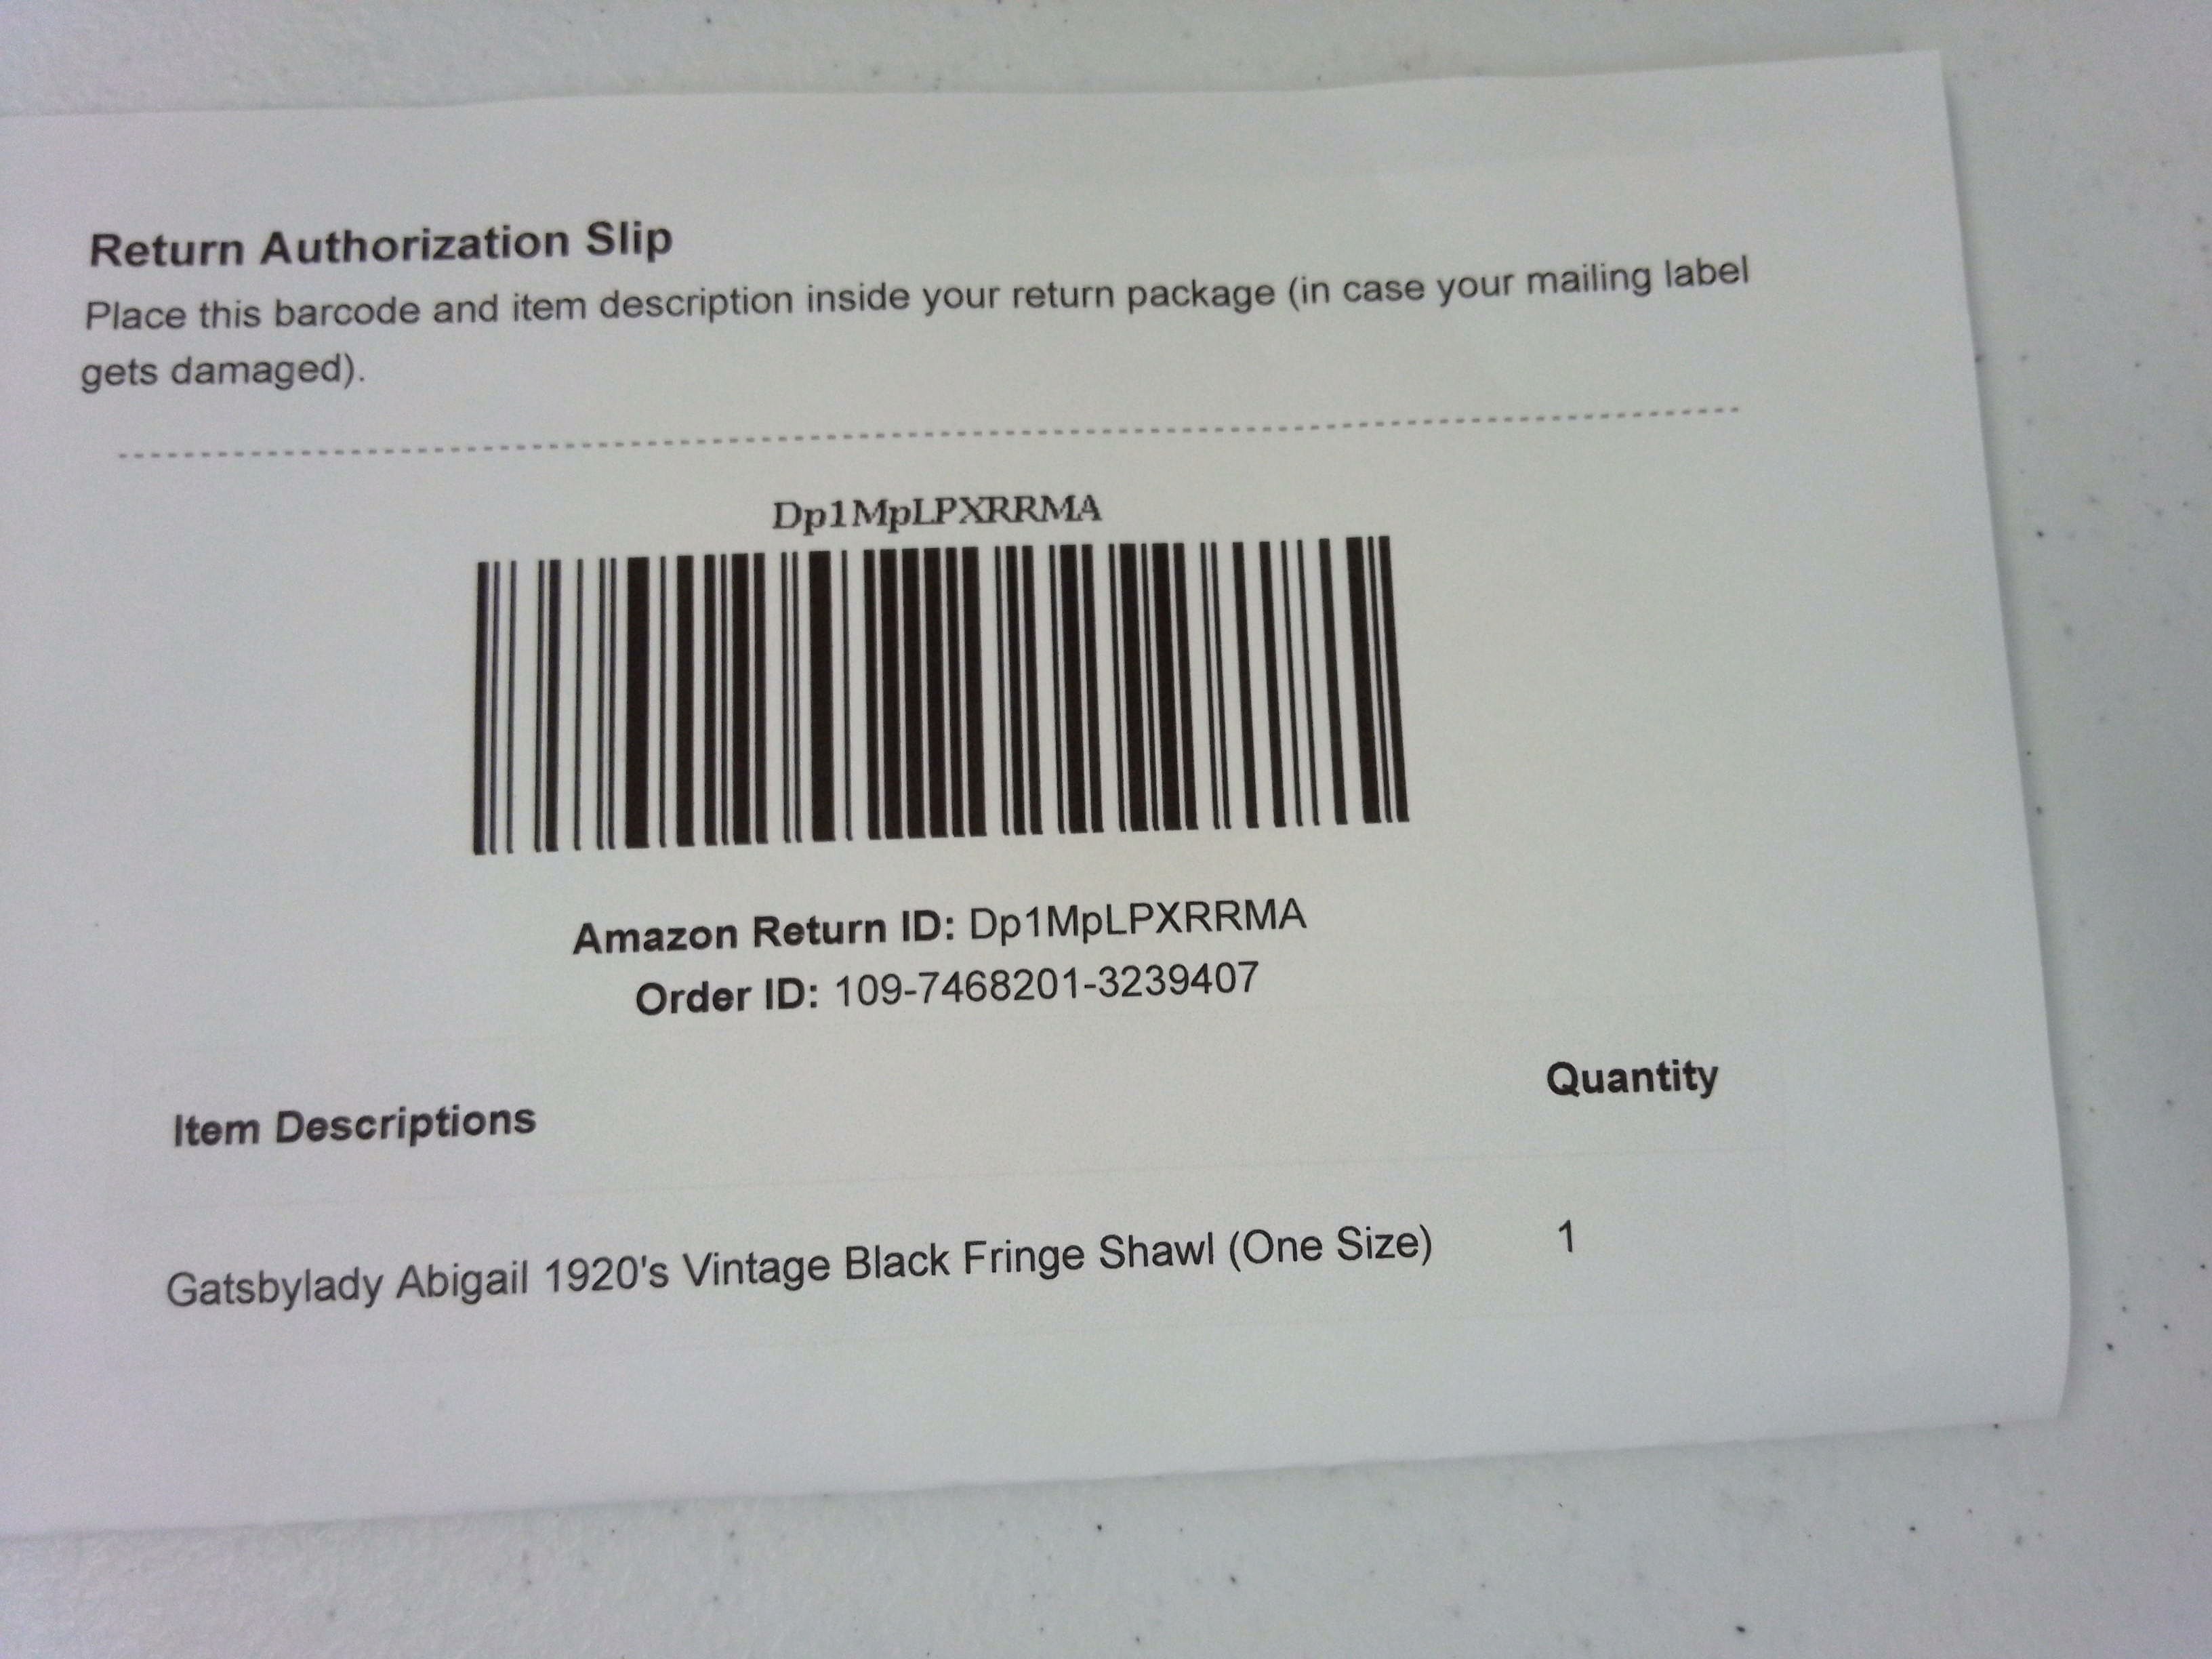 Return Authorization Slip
Place this barcode and item description inside your return package (in case your mailing label
gets damaged).
Dp1MpLPXRRMA
Amazon Return ID: Dp1MpLPXRRMA
Order ID: 109-7468201-3239407
Item Descriptions Quantity
Gatsbylady Abigail 1920's Vintage Black Fringe Shawl (One Size) 1